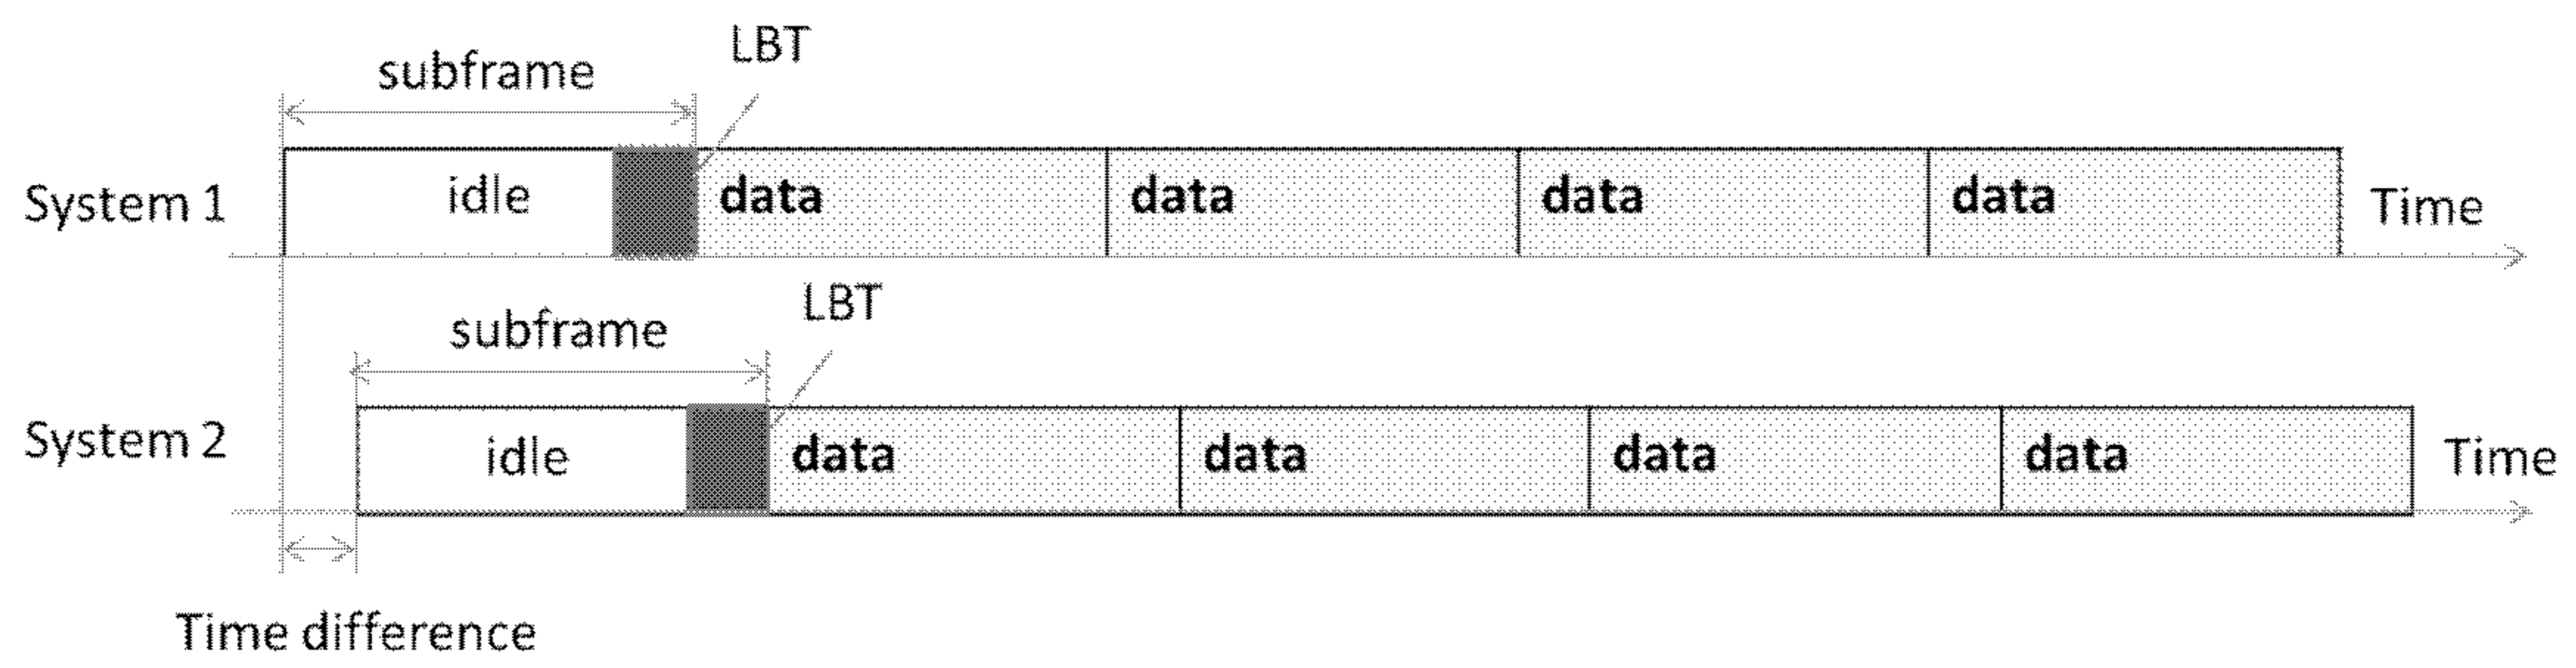 LBT
subframe
System 1
idle
data
data
data
data
Time
LBT
subframe
System 2
idle
data
data
data
data
Time
Time difference